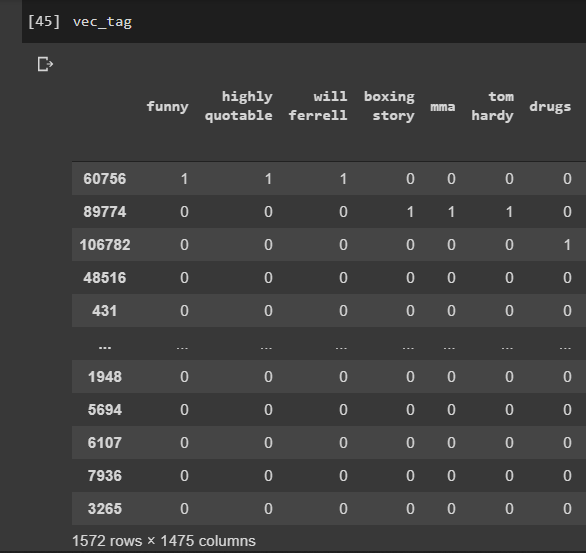 [45] vec_tag
highly will boxing tom
funny quotable ferrell story mma hardy drugs
60756 1 1 1 0 0 0 0
89774 0 0 0 1 1 1 0
106782 0 0 0 0 0 0 1
48516 0 0 0 0 0 0 0
431 0 0 0 0 0 0 0
... ... ... ... ... ... ... ...
1948 0 0 0 0 0 0 0
5694 0 0 0 0 0 0 0
6107 0 0 0 0 0 0 0
7936 0 0 0 0 0 0 0
3265 0 0 0 0 0 0 0
1572 rows × 1475 columns